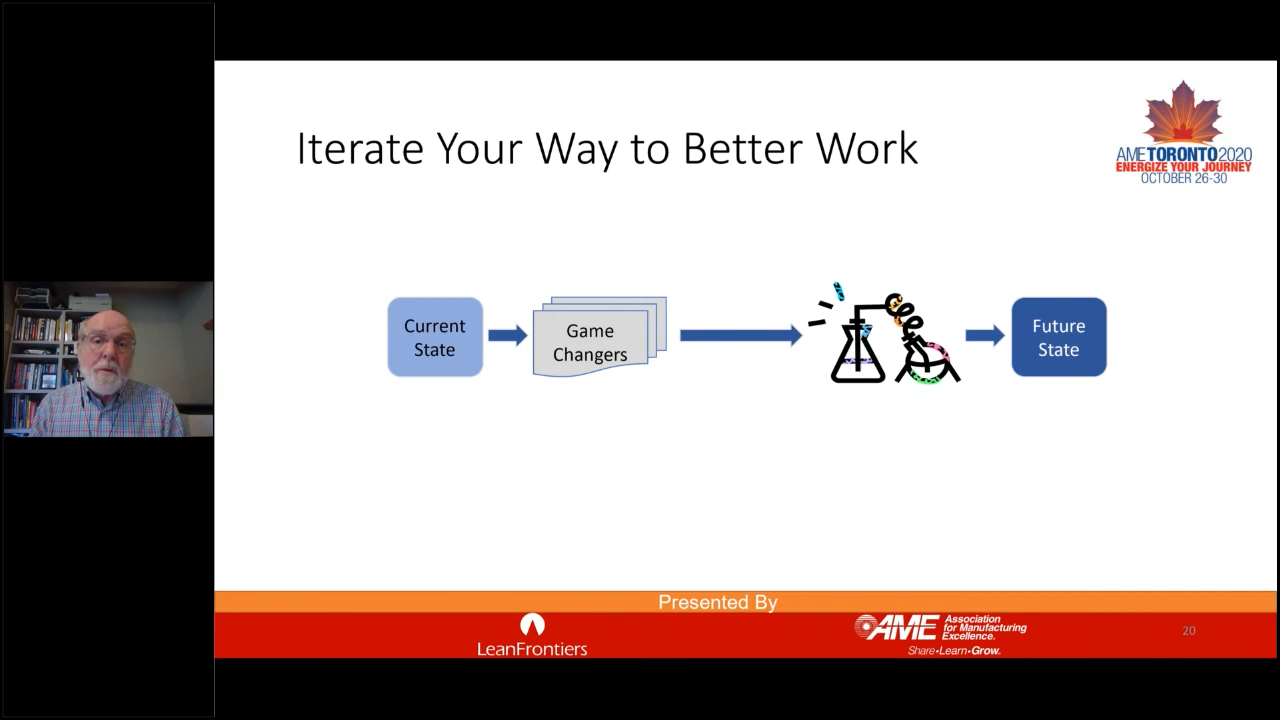 Iterate Your Way to Better Work
AMETORONTO2020
ENERGIZE YOUR JOURNEY
OCTOBER 26-30
Current
State
Game
Changers
Future
State
Presented By
LeanFrontiers
AME Association
for Manufacturing
Excellence.
Share•Learn•Grow.
20